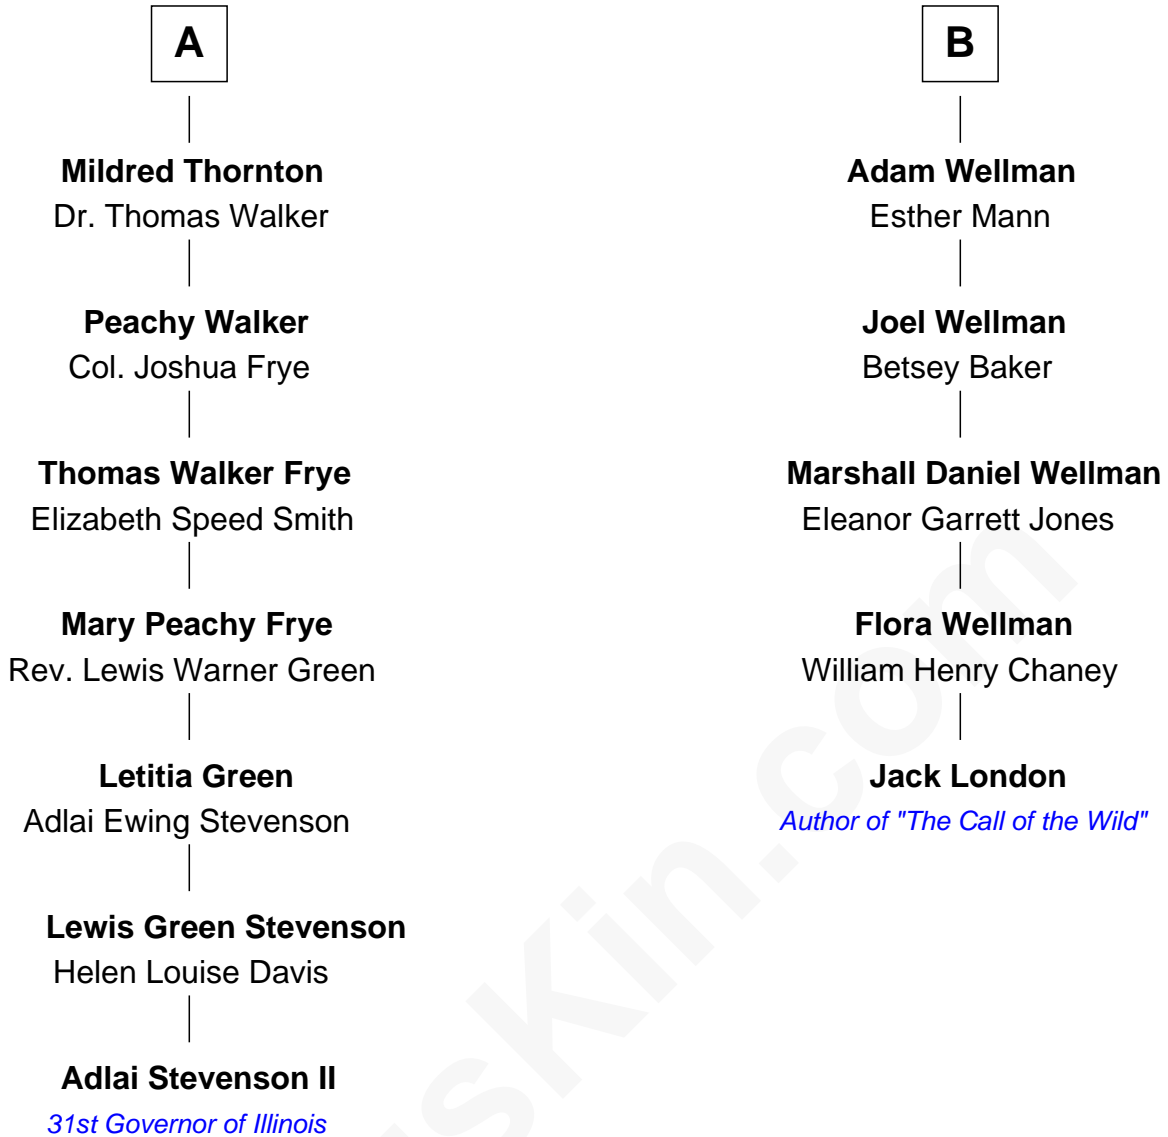 A
Mildred Thornton
Dr. Thomas Walker
Peachy Walker
Col. Joshua Frye
Thomas Walker Frye
Elizabeth Speed Smith
Mary Peachy Frye
Rev. Lewis Warner Green
Letitia Green
Adlai Ewing Stevenson
Lewis Green Stevenson
Helen Louise Davis
Adlai Stevenson II
31st Governor of Illinois
B
Adam Wellman
Esther Mann
Joel Wellman
Betsey Baker
Marshall Daniel Wellman
Eleanor Garrett Jones
Flora Wellman
William Henry Chaney
Jack London
Author of "The Call of the Wild"
sKin.com